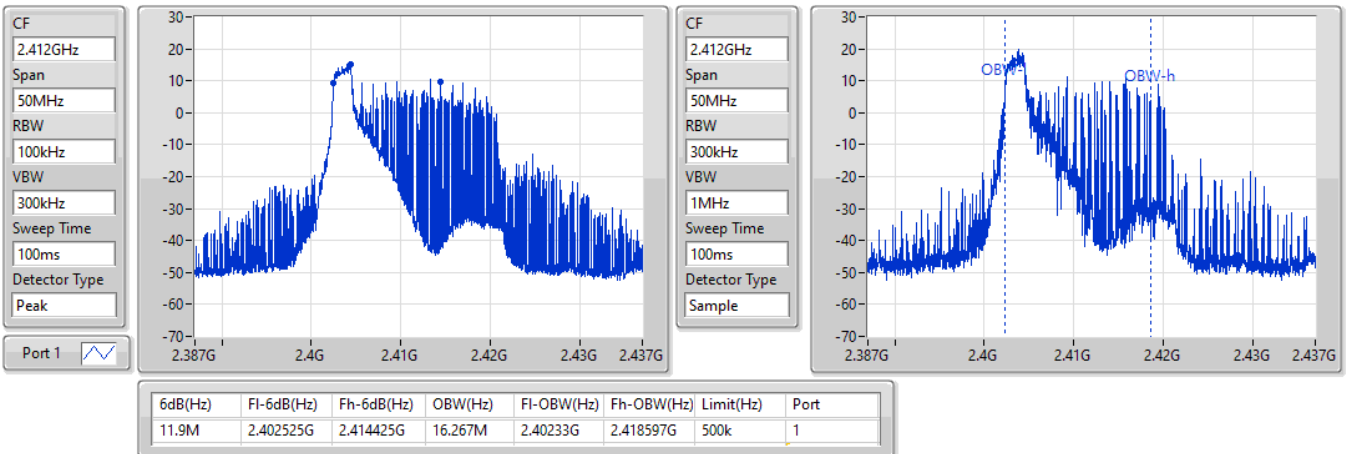 CF
2.412GHz
Span
50MHz
RBW
100kHz
VBW
300kHz
Sweep Time
100ms
Detector Type
Peak
Port 1
30
20
10
0
-10
-20
-30
-40
-50
-60
-70
2.387G 2.4G 2.41G 2.42G 2.43G 2.437G
CF
2.412GHz
Span
50MHz
RBW
300kHz
VBW
1MHz
Sweep Time
100ms
Detector Type
Sample
30
20
10
0
-10
-20
-30
-40
-50
-60
-70
OBW-
OBW-h
2.387G 2.4G 2.41G 2.42G 2.43G 2.437G
6dB(Hz) Fl-6dB(Hz) Fh-6dB(Hz) OBW(Hz) Fl-OBW(Hz) Fh-OBW(Hz) Limit(Hz) Port
11.9M 2.402525G 2.414425G 16.267M 2.40233G 2.418597G 500k 1